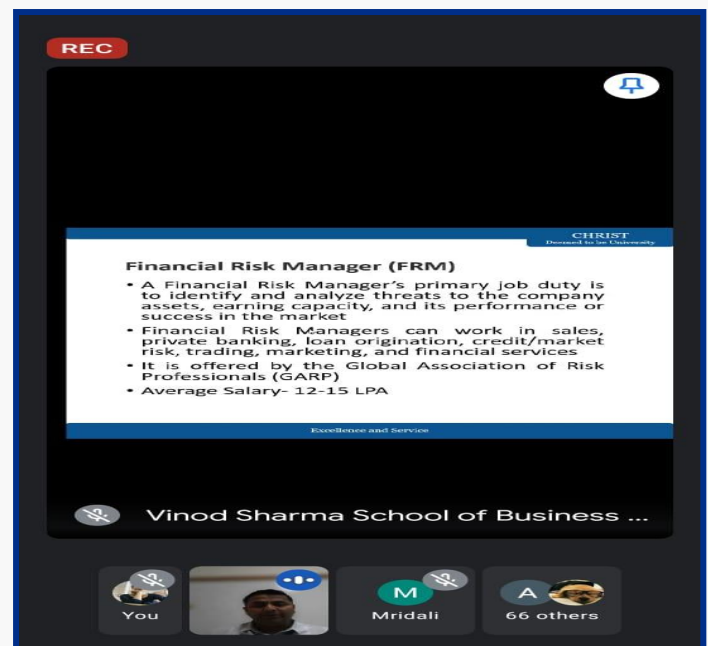 REC
CHRIST
Deemed to be University
Financial Risk Manager (FRM)
• A Financial Risk Manager's primary job duty is
to identify and analyze threats to the company
assets, earning capacity, and its performance or
success in the market
• Financial Risk Managers can work in sales,
private banking, loan origination, credit/market
risk, trading, marketing, and financial services
• It is offered by the Global Association of Risk
Professionals (GARP)
• Average Salary- 12-15 LPA
Excellence and Service
Vinod Sharma School of Business ...
You
M
Mridali
A
66 others